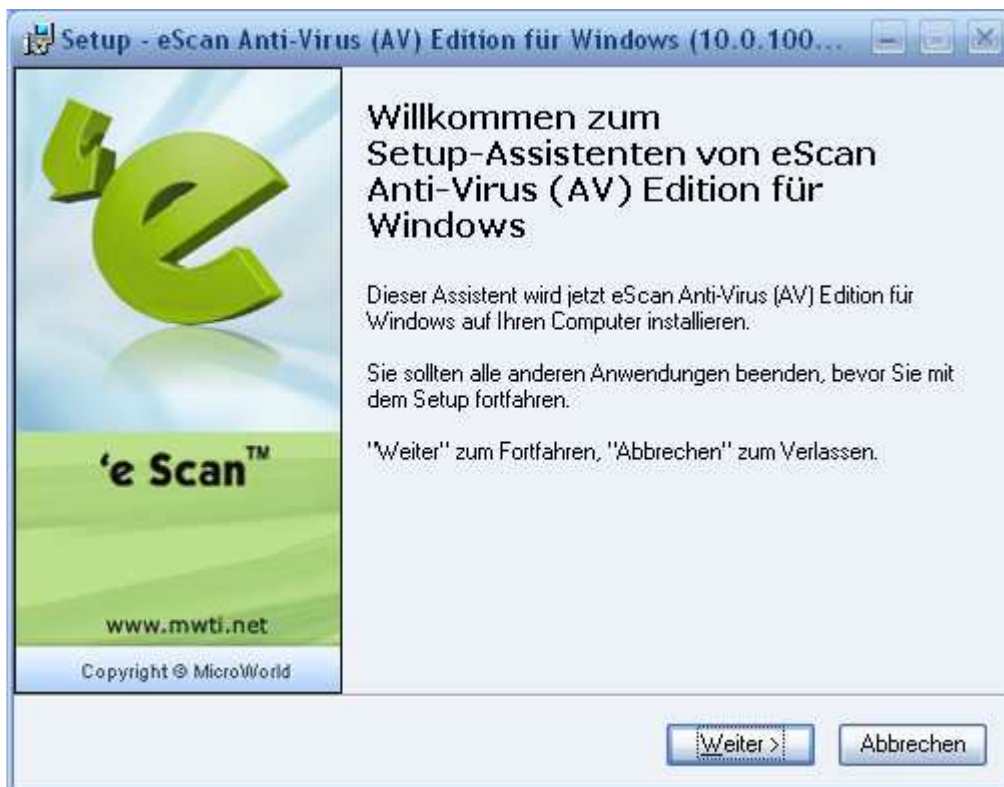 Setup - eScan Anti-Virus (AV) Edition für Windows (10.0.100...
Willkommen zum
Setup-Assistenten von eScan
Anti-Virus (AV) Edition für
Windows
Dieser Assistent wird jetzt eScan Anti-Virus (AV) Edition für
Windows auf Ihren Computer installieren.
Sie sollten alle anderen Anwendungen beenden, bevor Sie mit
dem Setup fortfahren.
"Weiter" zum Fortfahren, "Abbrechen" zum Verlassen.
'e
'e Scan™
www.mwti.net
Copyright © MicroWorld
Weiter >
Abbrechen